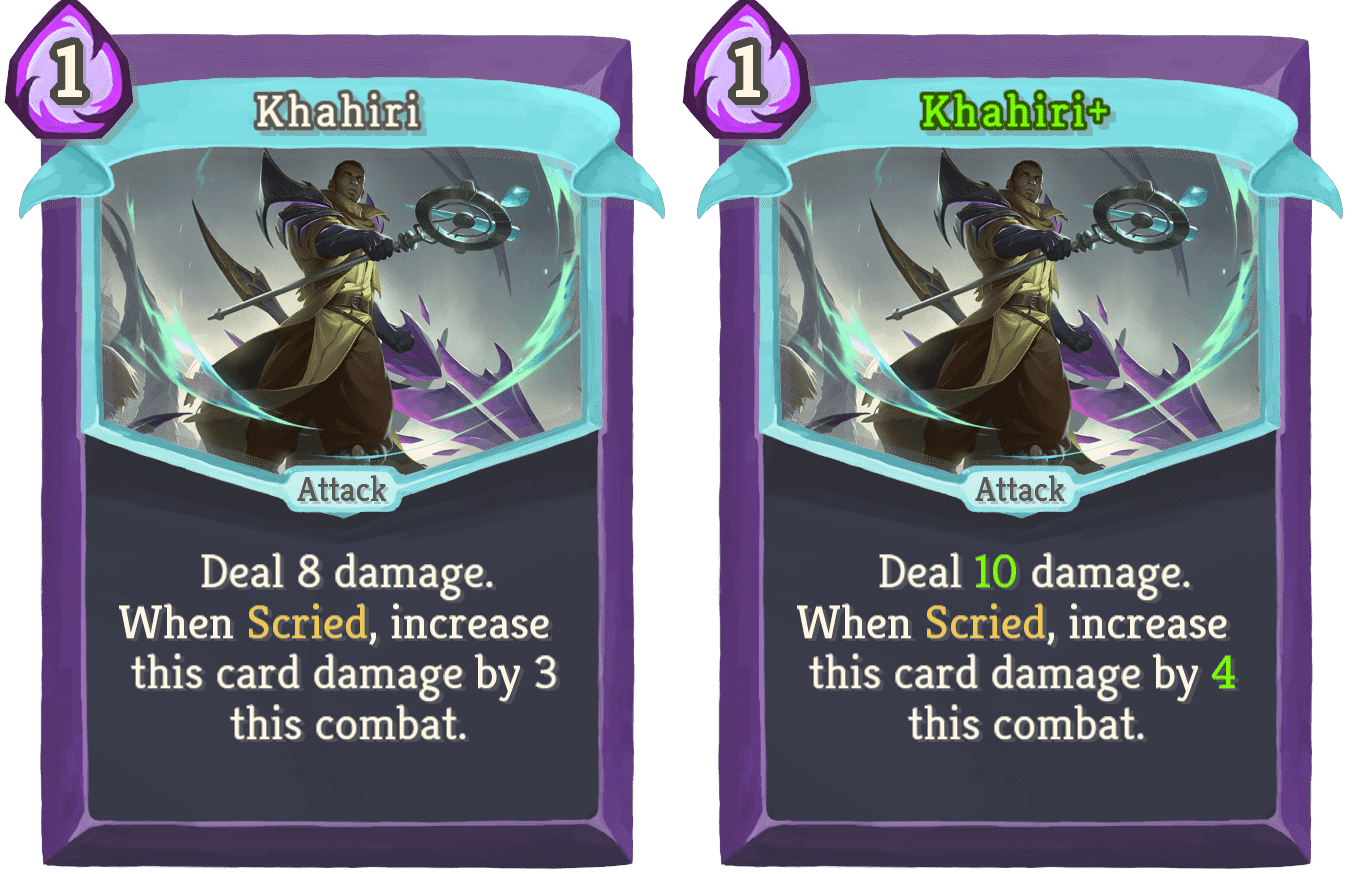 1
Khahiri
Attack
Deal 8 damage.
When Scried, increase
this card damage by 3
this combat.
1
Khahiri+
Attack
Deal 10 damage.
When Scried, increase
this card damage by 4
this combat.